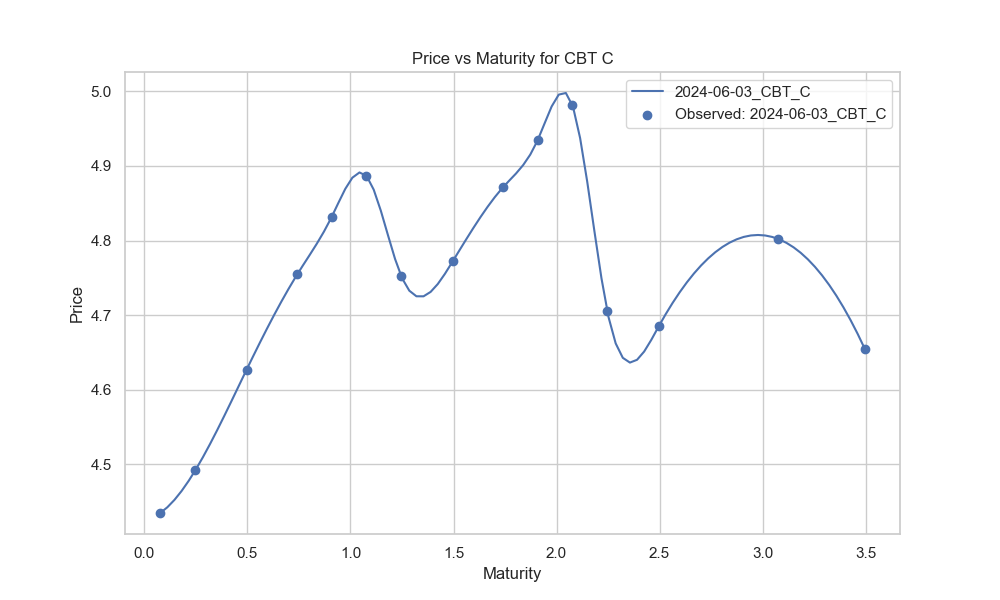 Price vs Maturity for CBT C
2024-06-03_CBT_C
Observed: 2024-06-03_CBT_C
5.0
4.9
4.8
4.7
4.6
4.5
Price
0.0 0.5 1.0 1.5 2.0 2.5 3.0 3.5
Maturity